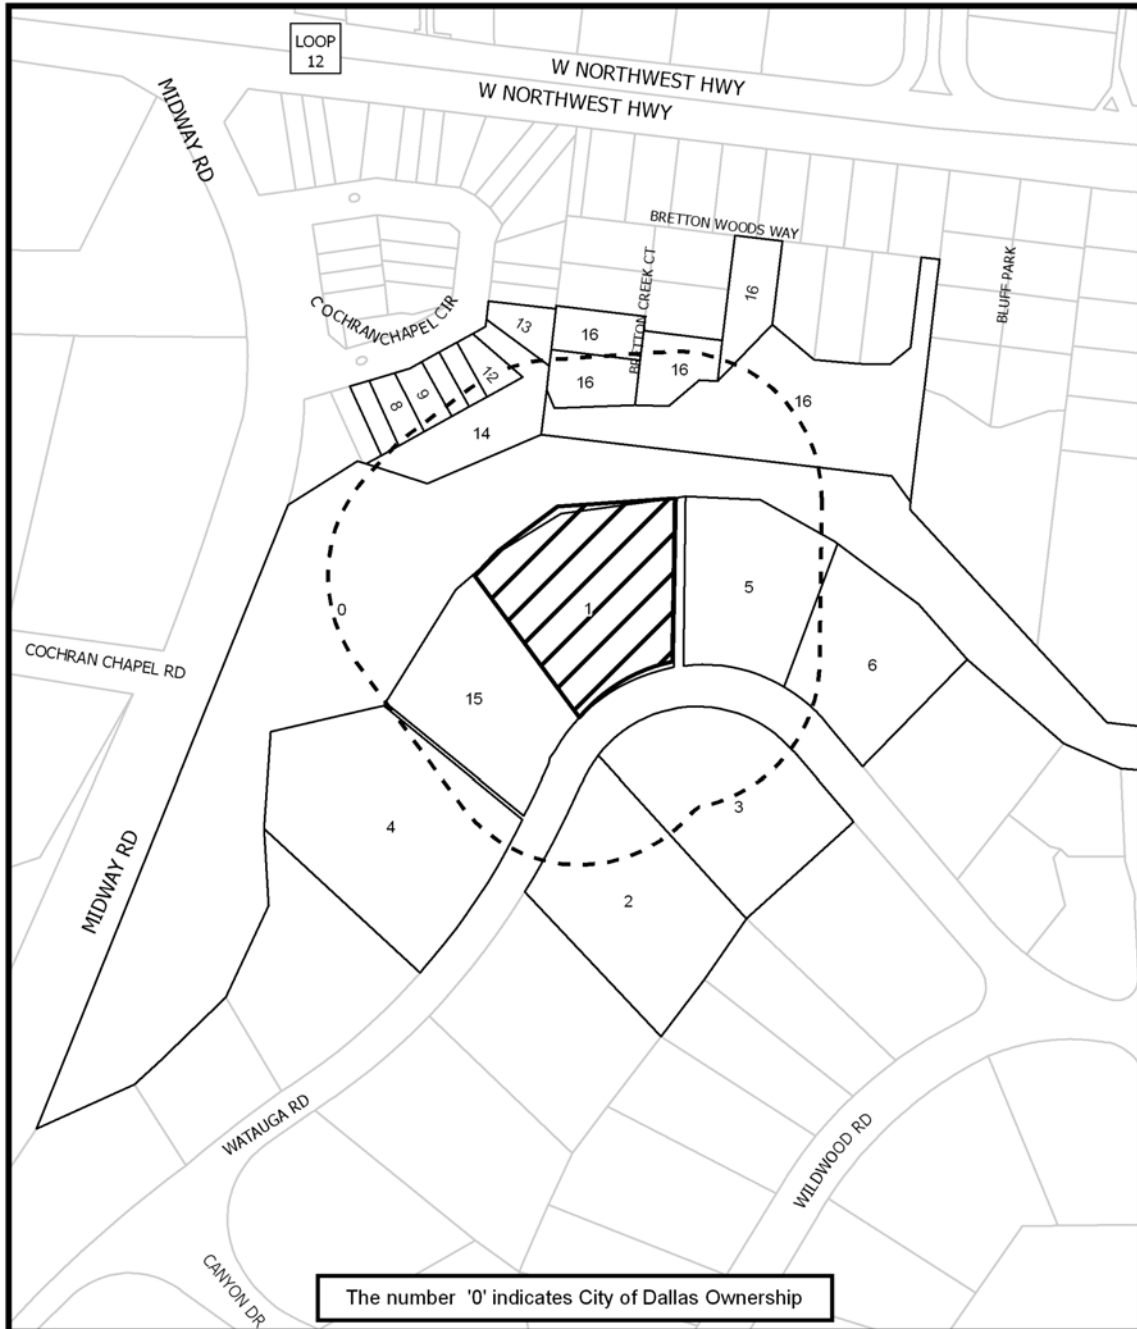 LOOP
12
W NORTHWEST HWY
W NORTHWEST HWY
MIDWAY RD
BRETTON WOODS WAY
BRETTON CREEK CT
BLUFF PARK
COCHRANCHAPEL CIR
16
13
16
16
16
16
12
9
8
14
0
1
5
6
15
COCHRAN CHAPEL RD
3
4
2
MIDWAY RD
WATAUGA RD
WILDWOOD RD
CANYON DR
The number '0' indicates City of Dallas Ownership